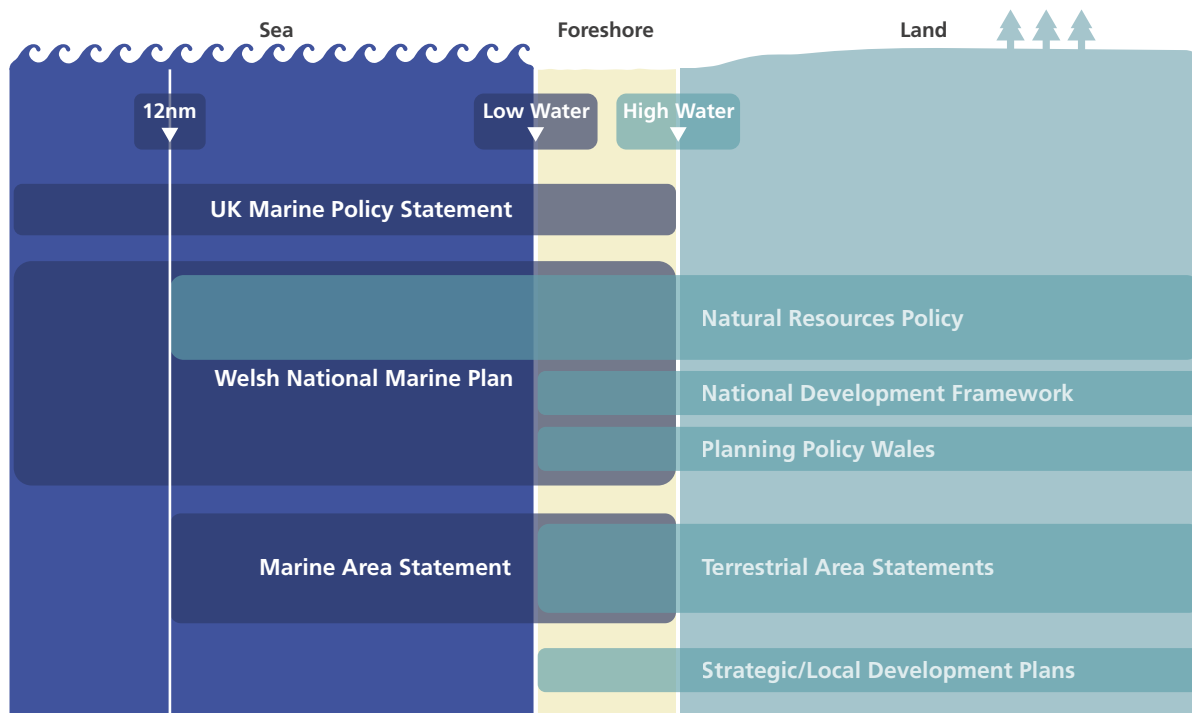 Sea
Foreshore
Land
12nm
Low Water
High Water
UK Marine Policy Statement
Natural Resources Policy
Welsh National Marine Plan
National Development Framework
Planning Policy Wales
Marine Area Statement
Terrestrial Area Statements
Strategic/Local Development Plans